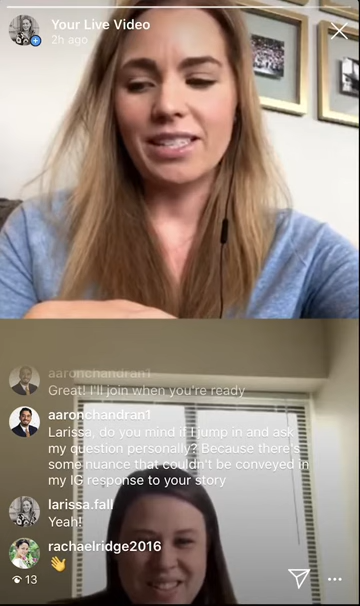 Your Live Video
2h ago
aaronchandran1
Great! I'll join when you're ready
aaronchandran1
Larissa, do you mind if I jump in and ask
my question personally? Because there's
some nuance that couldn't be conveyed in
my IG response to your story
larissa.fall
Yeah!
rachaelridge2016
👋
13